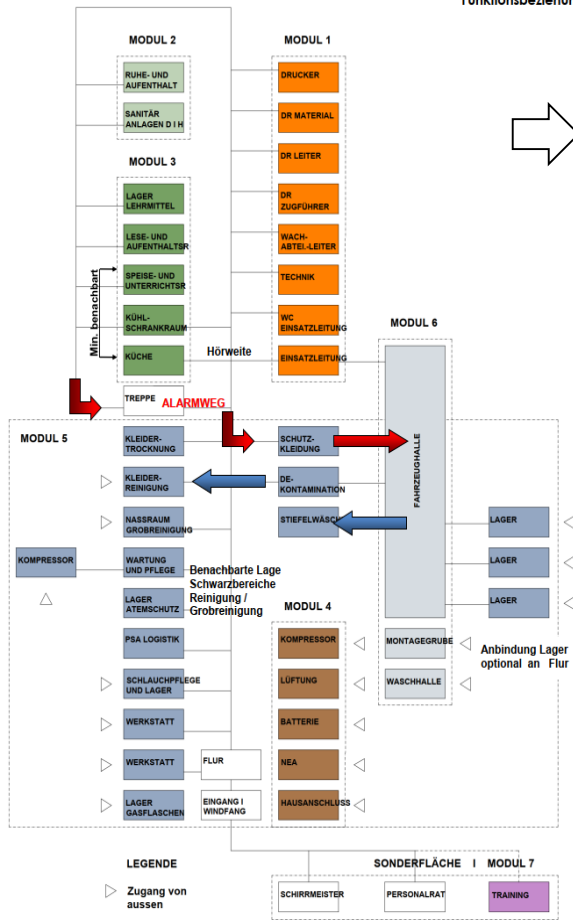 Funktionsbeziehun
MODUL 2
RUHE- UND
AUFENTHALT
SANITÄR
ANLAGEN D I H
MODUL 1
DRUCKER
DR MATERIAL
DR LEITER
DR
ZUGFÜHRER
WACH-
ABTEI.-LEITER
TECHNIK
WC
EINSATZLEITUNG
EINSATZLEITUNG
MODUL 3
LAGER
LEHRMITTEL
LESE- UND
AUFENTHALTSR
SPEISE- UND
UNTERRICHTSR
KÜHL-
SCHRANKRAUM
KÜCHE
Min. benachbart
Hörweite
MODUL 6
FAHRZEUGHALLE
MONTAGEGRUBE
WASCHHALLE
TREPPE
ALARMWEG
MODUL 5
KLEIDER-
TROCKNUNG
SCHUTZ-
KLEIDUNG
KLEIDER-
REINIGUNG
DE-
KONTAMINATION
NASSRAUM
GROBREINIGUNG
STIEFELWÄSCH
KOMPRESSOR
WARTUNG
UND PFLEGE
Benachbarte Lage
Schwarzbereiche
Reinigung /
Grobreinigung
LAGER
ATEMSCHUTZ
PSA LOGISTIK
SCHLAUCHPFLEGE
UND LAGER
WERKSTATT
WERKSTATT
FLUR
LAGER
GASFLASCHEN
EINGANG I
WINDFANG
LAGER
LAGER
LAGER
Anbindung Lager
optional an Flur
MODUL 4
KOMPRESSOR
LÜFTUNG
BATTERIE
NEA
HAUSANSCHLUSS
LEGENDE
Zugang von
aussen
SONDERFLÄCHE I MODUL 7
SCHIRRMEISTER
PERSONALRAT
TRAINING